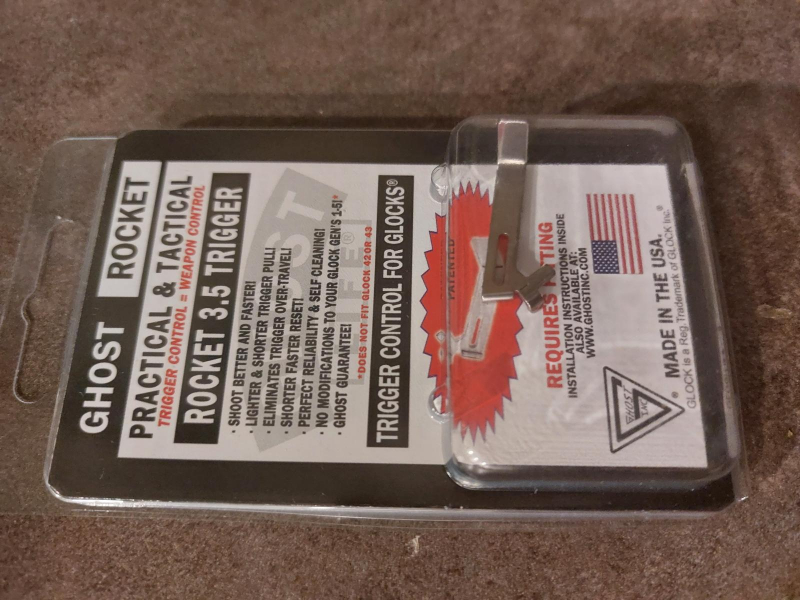 GHOST ROCKET
PRACTICAL & TACTICAL
TRIGGER CONTROL = WEAPON CONTROL
ROCKET 3.5 TRIGGER
· SHOOT BETTER AND FASTER!
· LIGHTER & SHORTER TRIGGER PULL!
· ELIMINATES TRIGGER OVER-TRAVEL!
· SHORTER FASTER RESET!
· PERFECT RELIABILITY & SELF CLEANING!
· NO MODIFICATIONS TO YOUR GLOCK GEN'S 1-5!*
· GHOST GUARANTEE!
*DOES NOT FIT GLOCK 42 OR 43
TRIGGER CONTROL FOR GLOCKS®
PATENTED
REQUIRES FITTING
INSTALLATION INSTRUCTIONS INSIDE
ALSO AVAILABLE AT:
WWW.GHOSTINC.COM
GHOST
INC.
®
MADE IN THE USA.
GLOCK is a Reg. Trademark of GLOCK Inc.®